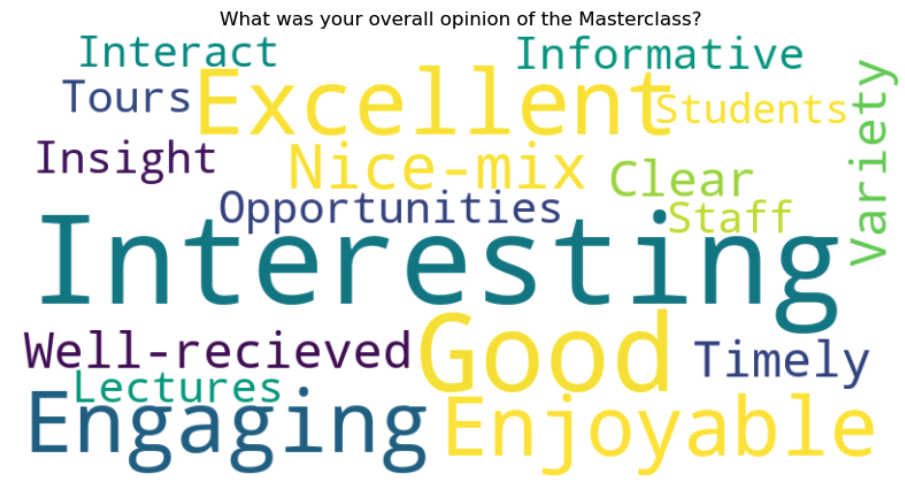 What was your overall opinion of the Masterclass?
Interact
Informative
Tours
Excellent
Students
Variety
Insight
Nice-mix
Clear
Opportunities
Staff
Interesting
Well-recieved
Good
Timely
Lectures
Engaging
Enjoyable